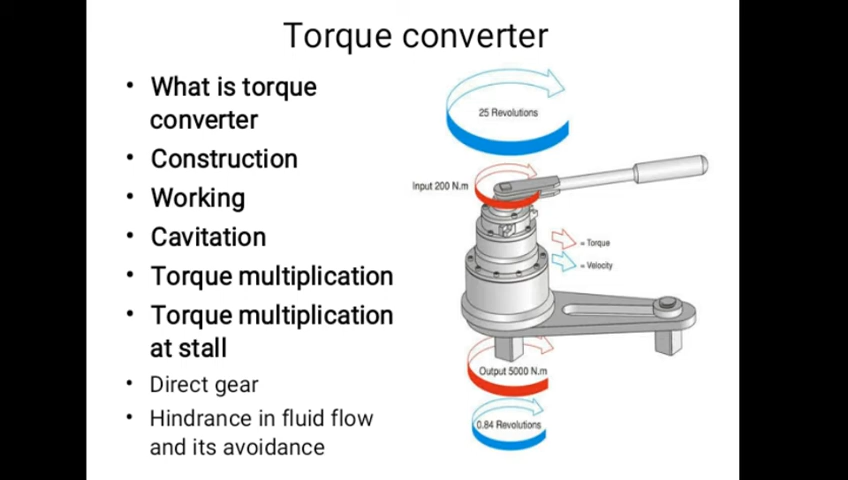 Torque converter
• What is torque
converter
• Construction
• Working
• Cavitation
• Torque multiplication
• Torque multiplication
at stall
• Direct gear
• Hindrance in fluid flow
and its avoidance
25 Revolutions
Input 200 N.m
= Torque
= Velocity
Output 5000 N.m
0.84 Revolutions